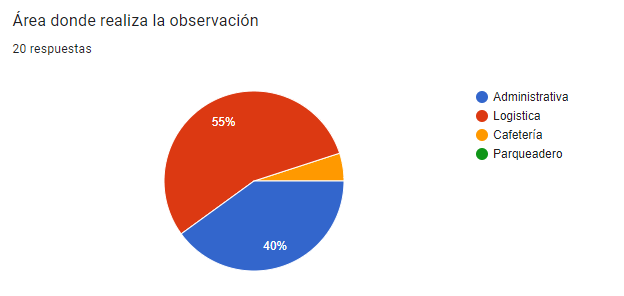 Área donde realiza la observación
20 respuestas
55%
40%
Administrativa
Logistica
Cafetería
Parqueadero